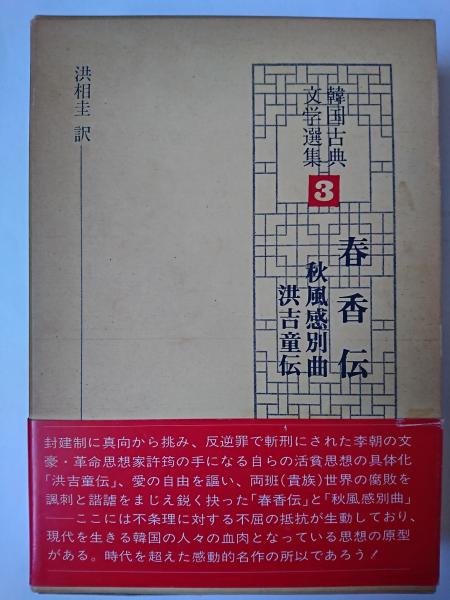 韓国古典
文学選集
3
春香伝
秋風感別曲
洪吉童伝
洪相圭 訳
封建制に真向から挑み、反逆罪で斬刑にされた李朝の文
豪・革命思想家許筠の手になる自らの活貧思想の具体化
「洪吉童伝」、愛の自由を謳い、両班(貴族)世界の腐敗を
諷刺と諧謔をまじえ鋭く抉った「春香伝」と「秋風感別曲」
——ここには不条理に対する不屈の抵抗が生動しており、
現代を生きる韓国の人々の血肉となっている思想の原型
がある。時代を超えた感動的名作の所以であろう!